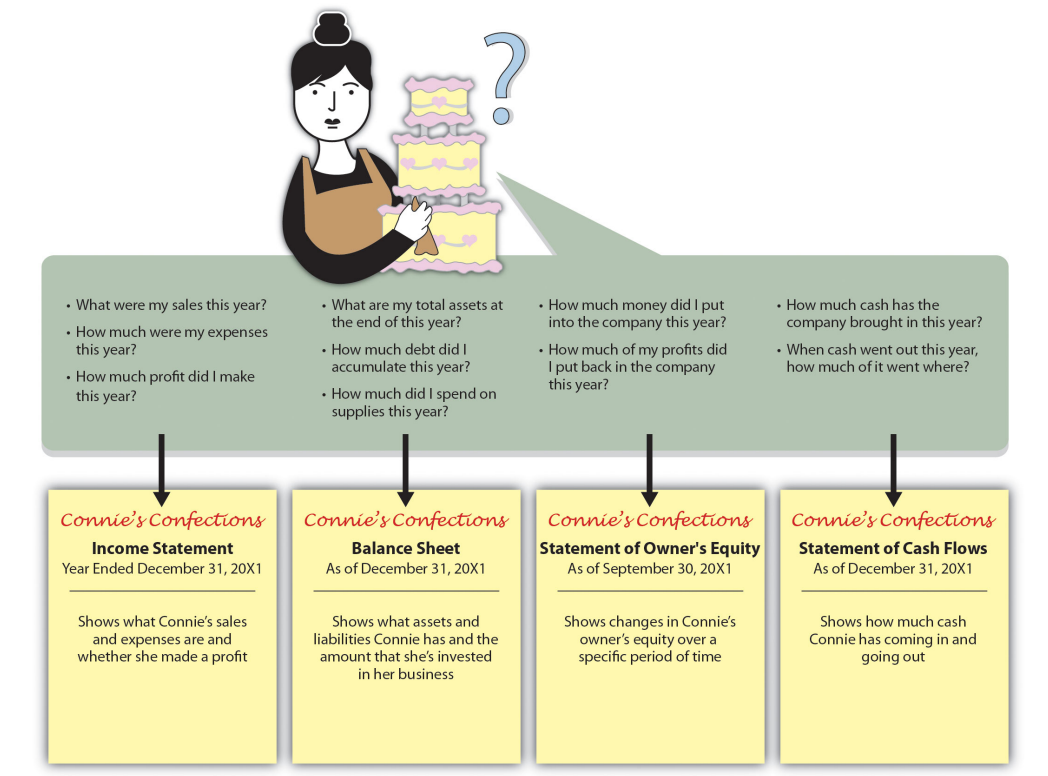 ?
• What were my sales this year?
• How much were my expenses
this year?
• How much profit did I make
this year?
• What are my total assets at
the end of this year?
• How much debt did I
accumulate this year?
• How much did I spend on
supplies this year?
• How much money did I put
into the company this year?
• How much of my profits did
I put back in the company
this year?
• How much cash has the
company brought in this year?
• When cash went out this year,
how much of it went where?
Connie's Confections
Income Statement
Year Ended December 31, 20X1
Shows what Connie's sales
and expenses are and
whether she made a profit
Connie's Confections
Balance Sheet
As of December 31, 20X1
Shows what assets and
liabilities Connie has and the
amount that she's invested
in her business
Connie's Confections
Statement of Owner's Equity
As of September 30, 20X1
Shows changes in Connie's
owner's equity over a
specific period of time
Connie's Confections
Statement of Cash Flows
As of December 31, 20X1
Shows how much cash
Connie has coming in and
going out